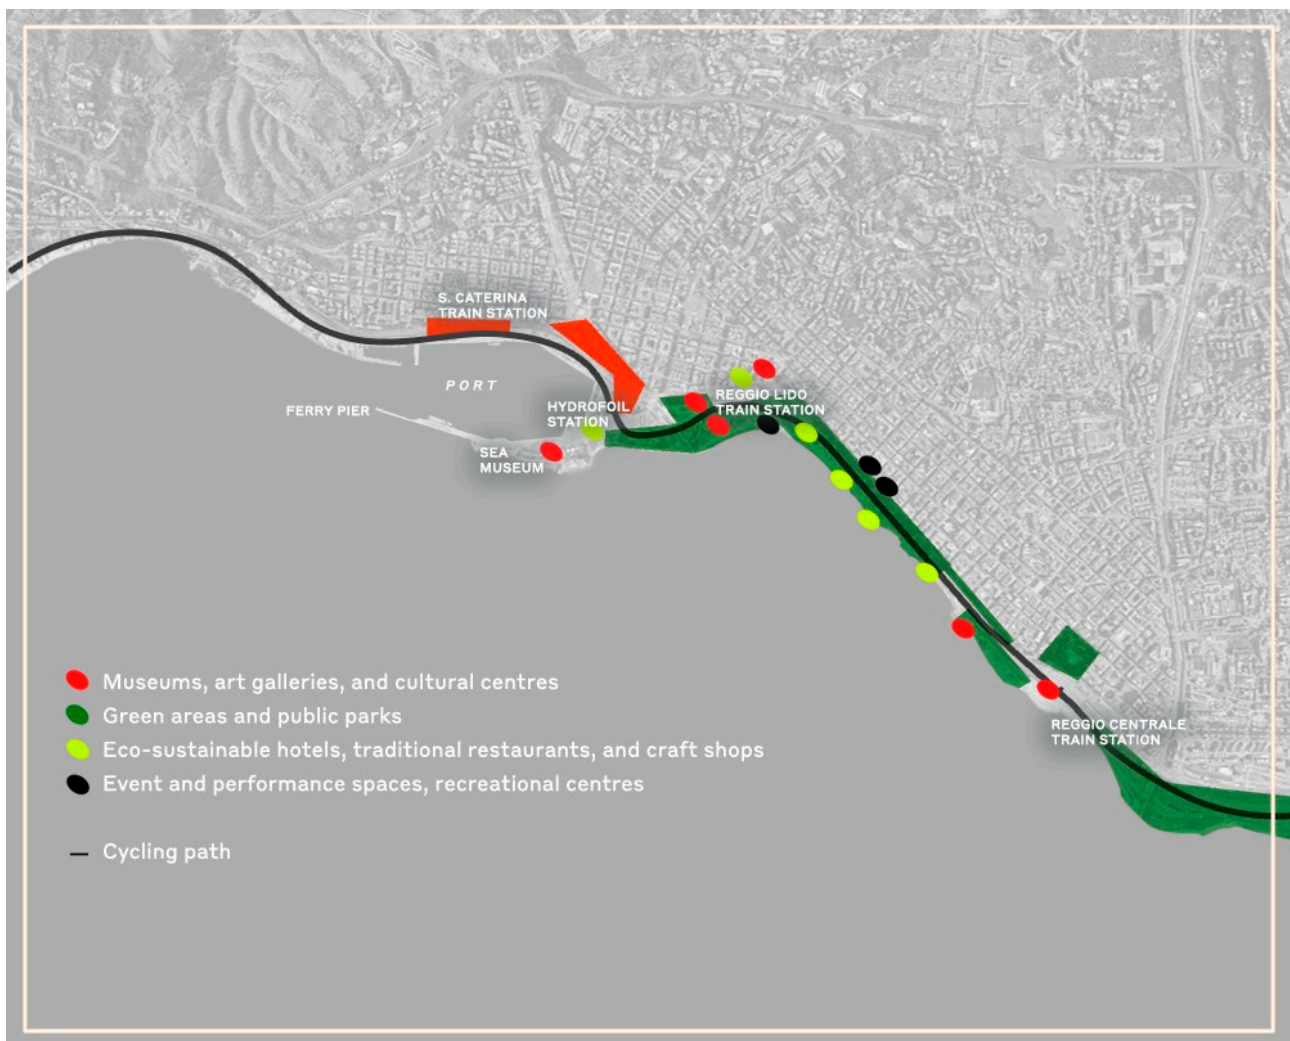 S. CATERINA
TRAIN STATION
PORT
FERRY PIER
HYDROFOIL
STATION
REGGIO LIDO
TRAIN STATION
SEA
MUSEUM
Museums, art galleries, and cultural centres
Green areas and public parks
Eco-sustainable hotels, traditional restaurants, and craft shops
Event and performance spaces, recreational centres
REGGIO CENTRALE
TRAIN STATION
Cycling path